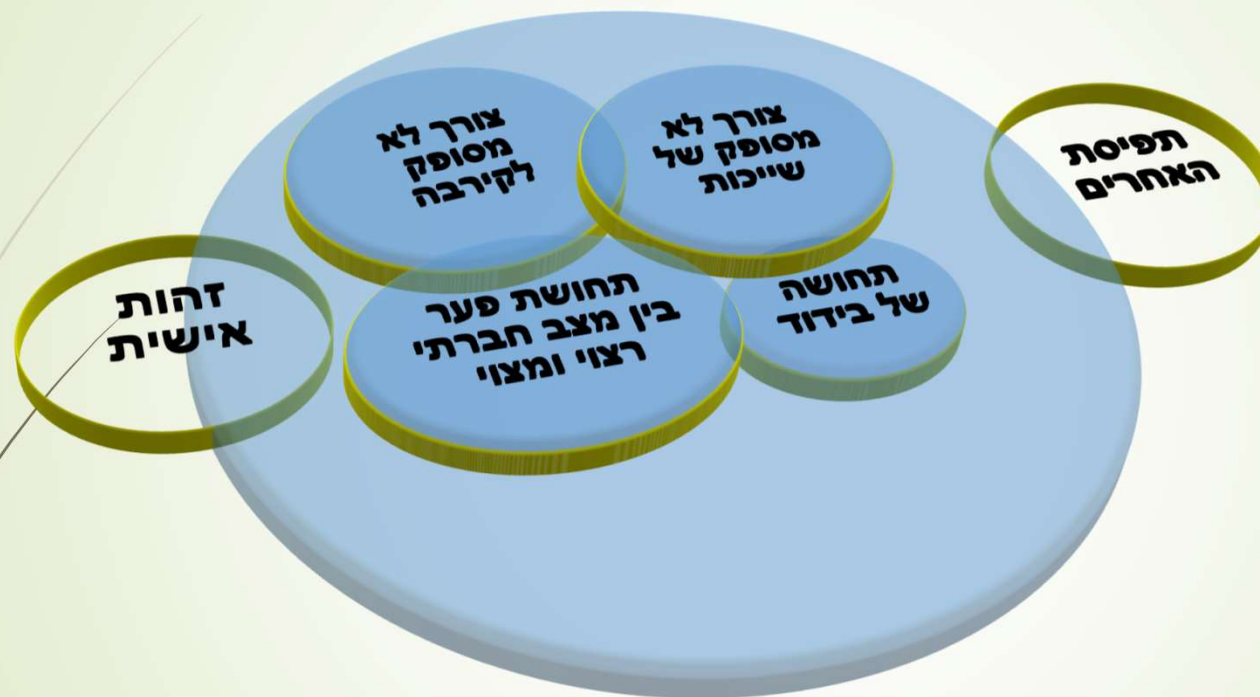 צורך לא
מסופק
של
שייכות
צורך לא
מסופק
לקירבה
תפיסת
האחרים
תחושה
של בידוד
תחושת פער
בין מצב חברתי
רצוי ומצוי
זהות
אישית